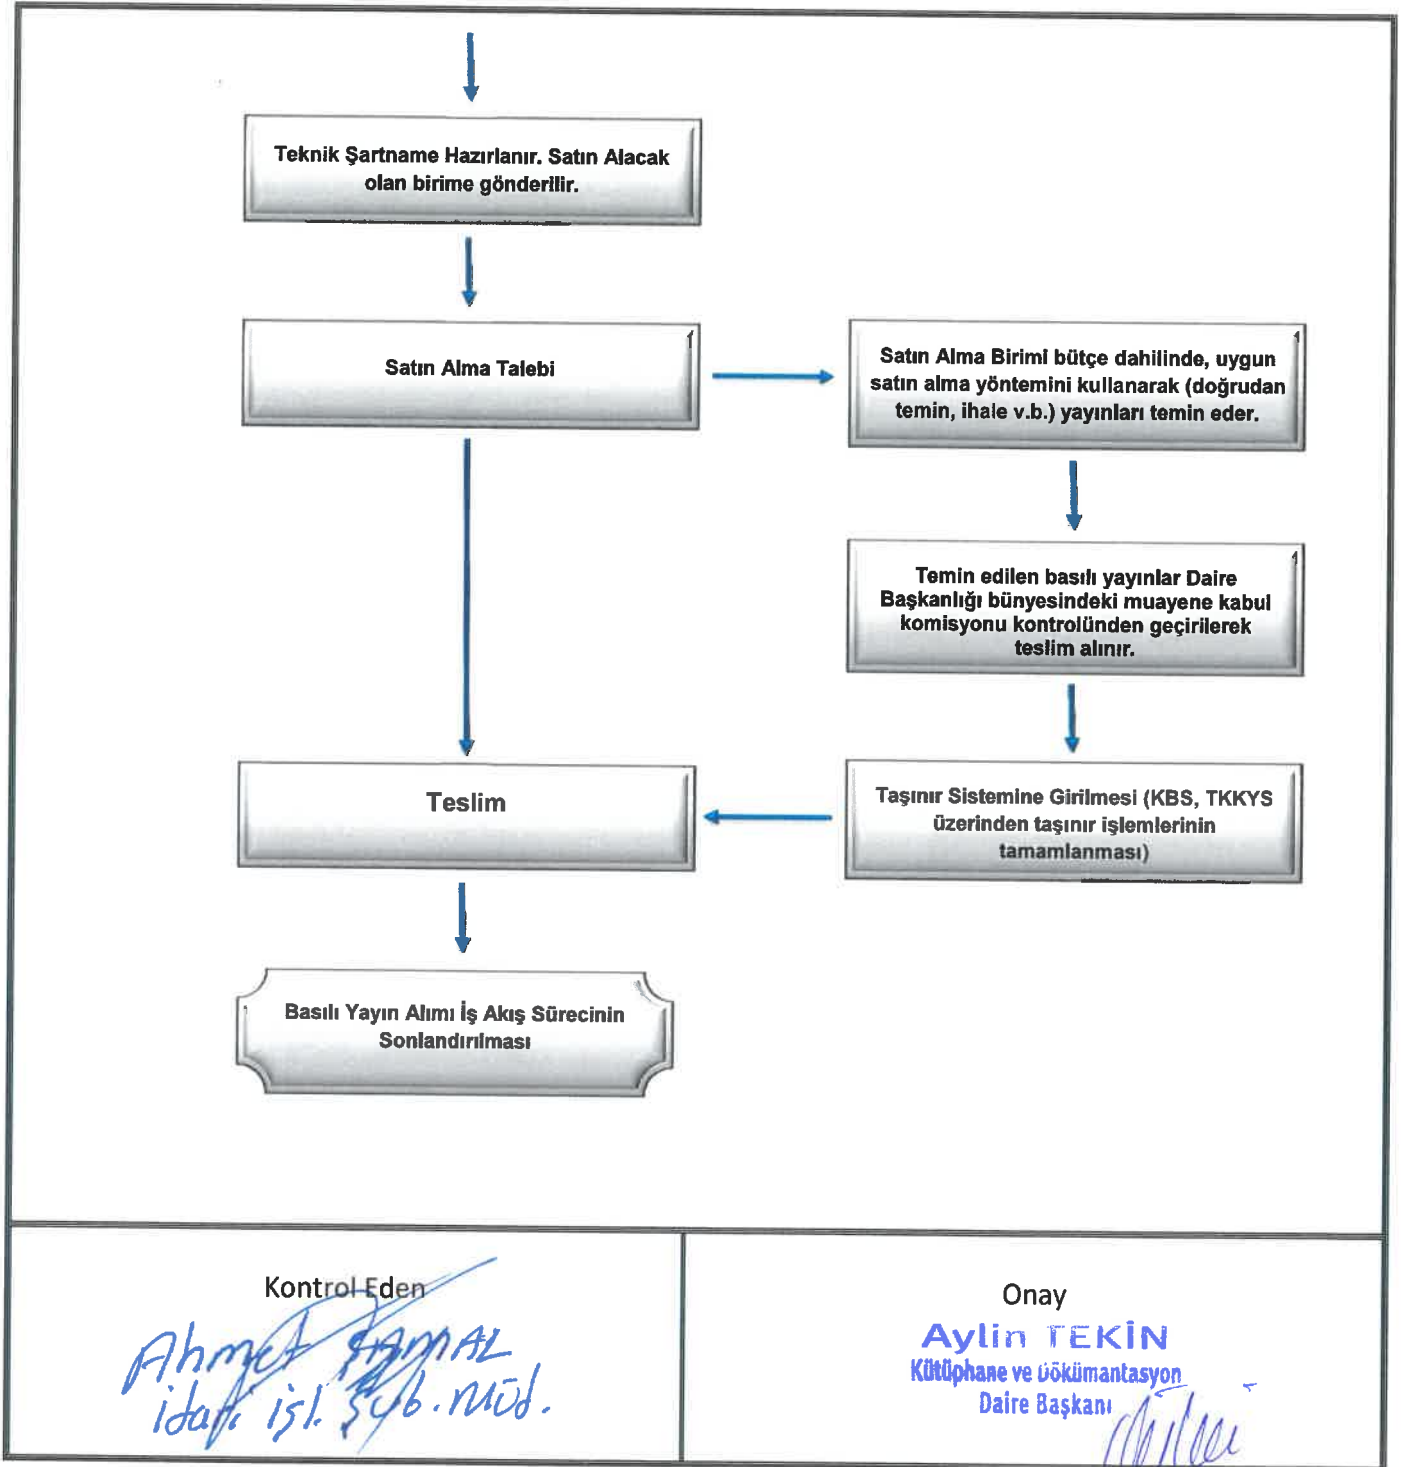 Teknik Şartname Hazırlanır. Satın Alacak
olan birime gönderilir.
Satın Alma Talebi
Satın Alma Birimi bütçe dahilinde, uygun
satın alma yöntemini kullanarak (doğrudan
temin, ihale v.b.) yayınları temin eder.
Temin edilen basılı yayınlar Daire
Başkanlığı bünyesindeki muayene kabul
komisyonu kontrolünden geçirilerek
teslim alınır.
Teslim
Taşınır Sistemine Girilmesi (KBS, TKKYS
üzerinden taşınır işlemlerinin
tamamlanması)
Basılı Yayın Alımı İş Akış Sürecinin
Sonlandırılması
Kontrol Eden
Ahmet
idari işl. Şub. Müd.
Onay
Aylin TEKİN
Kütüphane ve Dökümantasyon
Daire Başkanı